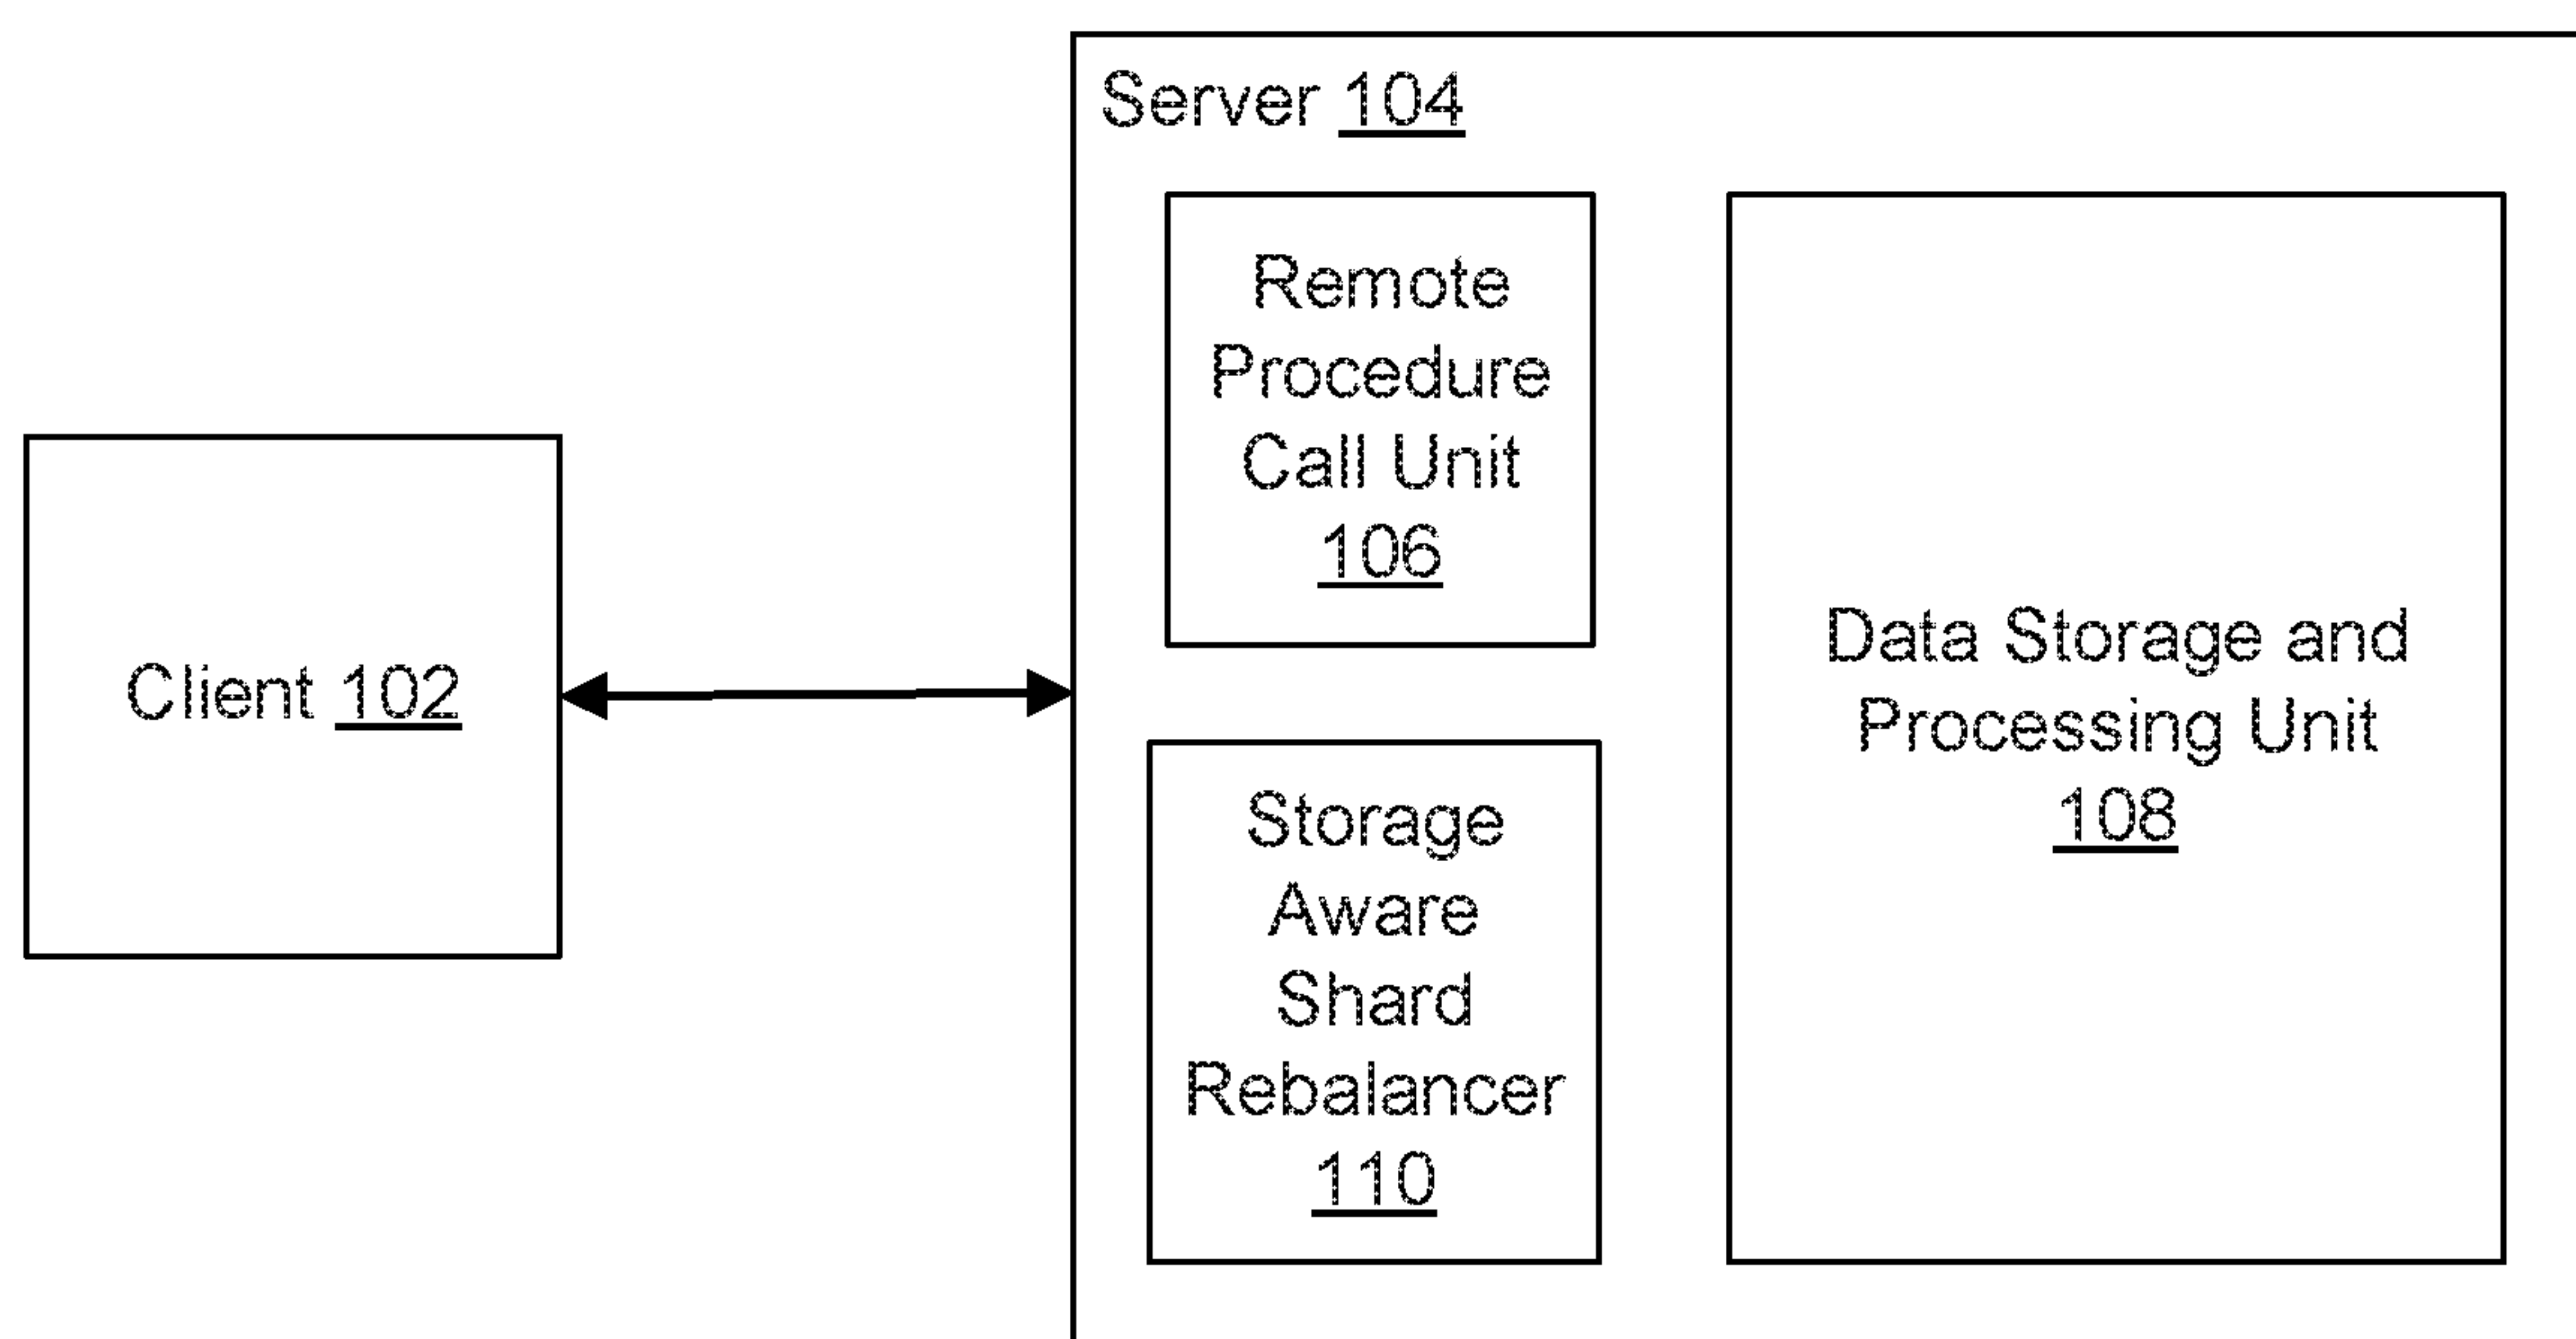 Server 104
Remote
Procedure
Call Unit
106
Client 102
Data Storage and
Processing Unit
108
Storage
Aware
Shard
Rebalancer
110